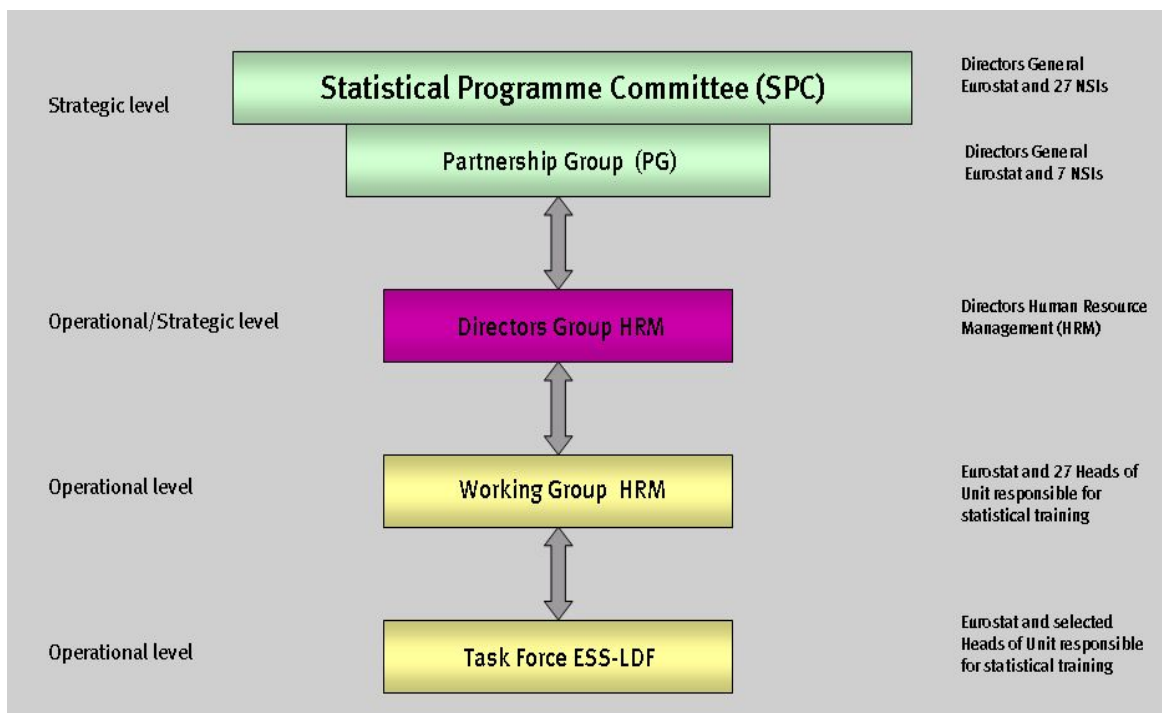 Statistical Programme Committee (SPC)
Directors General
Eurostat and 27 NSIs
Strategic level
Partnership Group (PG)
Directors General
Eurostat and 7 NSIs
Operational/Strategic level
Directors Group HRM
Directors Human Resource
Management (HRM)
Operational level
Working Group HRM
Eurostat and 27 Heads of
Unit responsible for
statistical training
Operational level
Task Force ESS-LDF
Eurostat and selected
Heads of Unit responsible
for statistical training